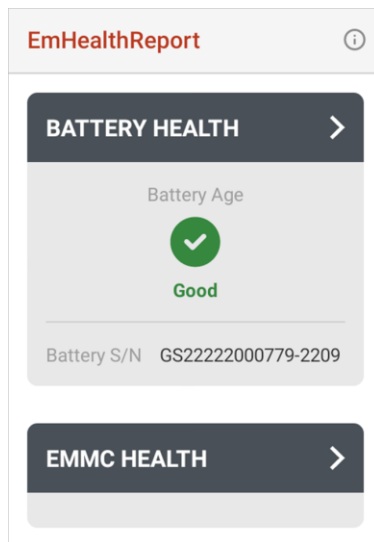 EmHealthReport
BATTERY HEALTH
Battery Age
Good
Battery S/N GS22222000779-2209
EMMC HEALTH